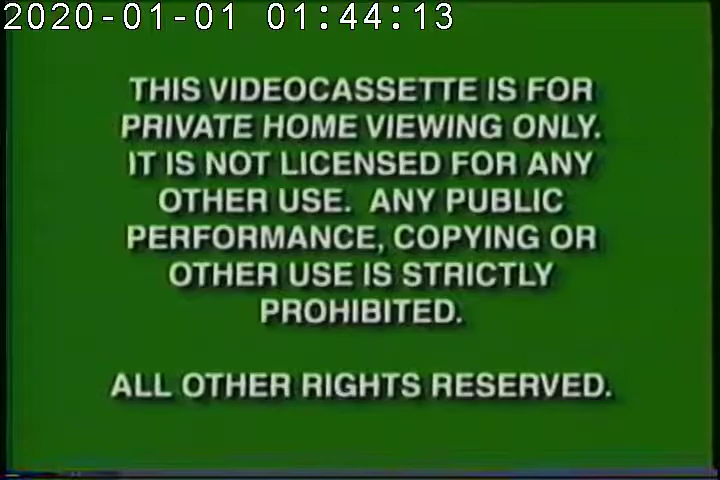 2020-01-01 01:44:13
THIS VIDEOCASSETTE IS FOR
PRIVATE HOME VIEWING ONLY.
IT IS NOT LICENSED FOR ANY
OTHER USE. ANY PUBLIC
PERFORMANCE, COPYING OR
OTHER USE IS STRICTLY
PROHIBITED.
ALL OTHER RIGHTS RESERVED.